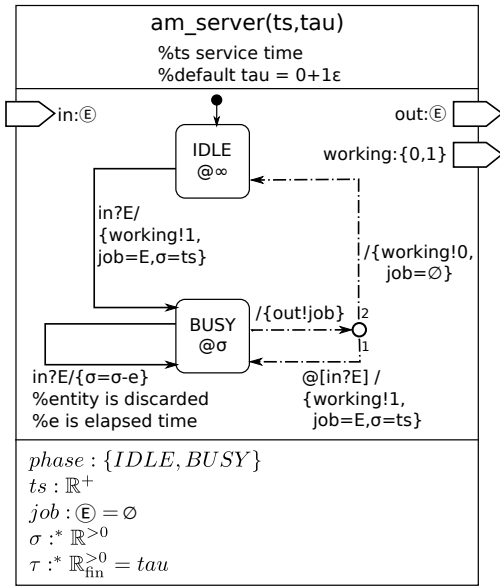 am_server(ts,tau)
%ts service time
%default tau = 0+1ε
in:Ⓔ
out:Ⓔ
working:{0,1}
IDLE
@∞
in?E/
{working!1,
job=E,σ=ts}
/{working!0,
job=∅}
BUSY
@σ
/{out!job}
2
1
in?E/{σ=σ-e}
%entity is discarded
%e is elapsed time
@[in?E] /
{working!1,
job=E,σ=ts}
phase : {IDLE, BUSY}
ts : ℝ⁺
job : Ⓔ = ∅
σ :* ℝ^{>0}
τ :* ℝ^{>0}_{fin} = tau